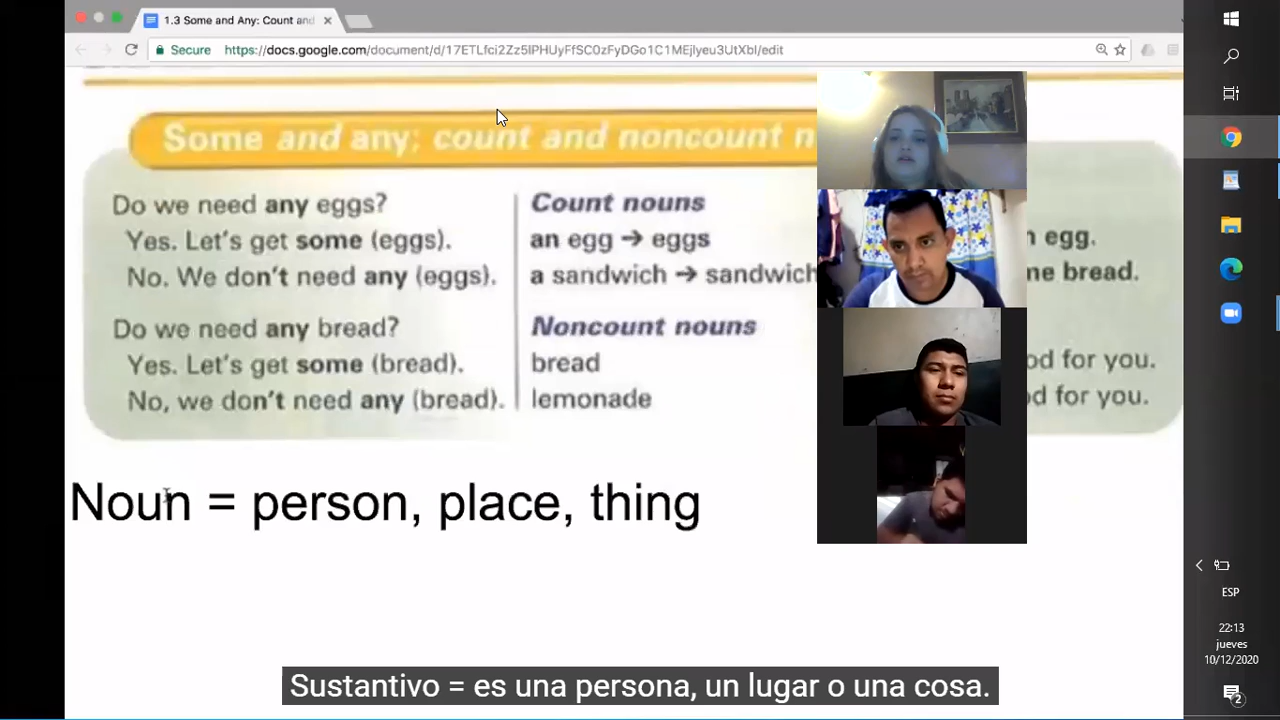 1.3 Some and Any: Count and
Secure
https://docs.google.com/document/d/17ETLfci2Zz5IPHUyFfSC0zFyDGo1C1MEjlyeu3UtXbI/edit
Some and any; count and noncount n
Do we need any eggs?
Yes. Let's get some (eggs).
No. We don't need any (eggs).
Do we need any bread?
Yes. Let's get some (bread).
No, we don't need any (bread).
Count nouns
an egg → eggs
a sandwich → sandwich
Noncount nouns
bread
lemonade
n egg.
ne bread.
od for you.
od for you.
Noun = person, place, thing
Sustantivo = es una persona, un lugar o una cosa.
ESP
22:13
jueves
10/12/2020
2